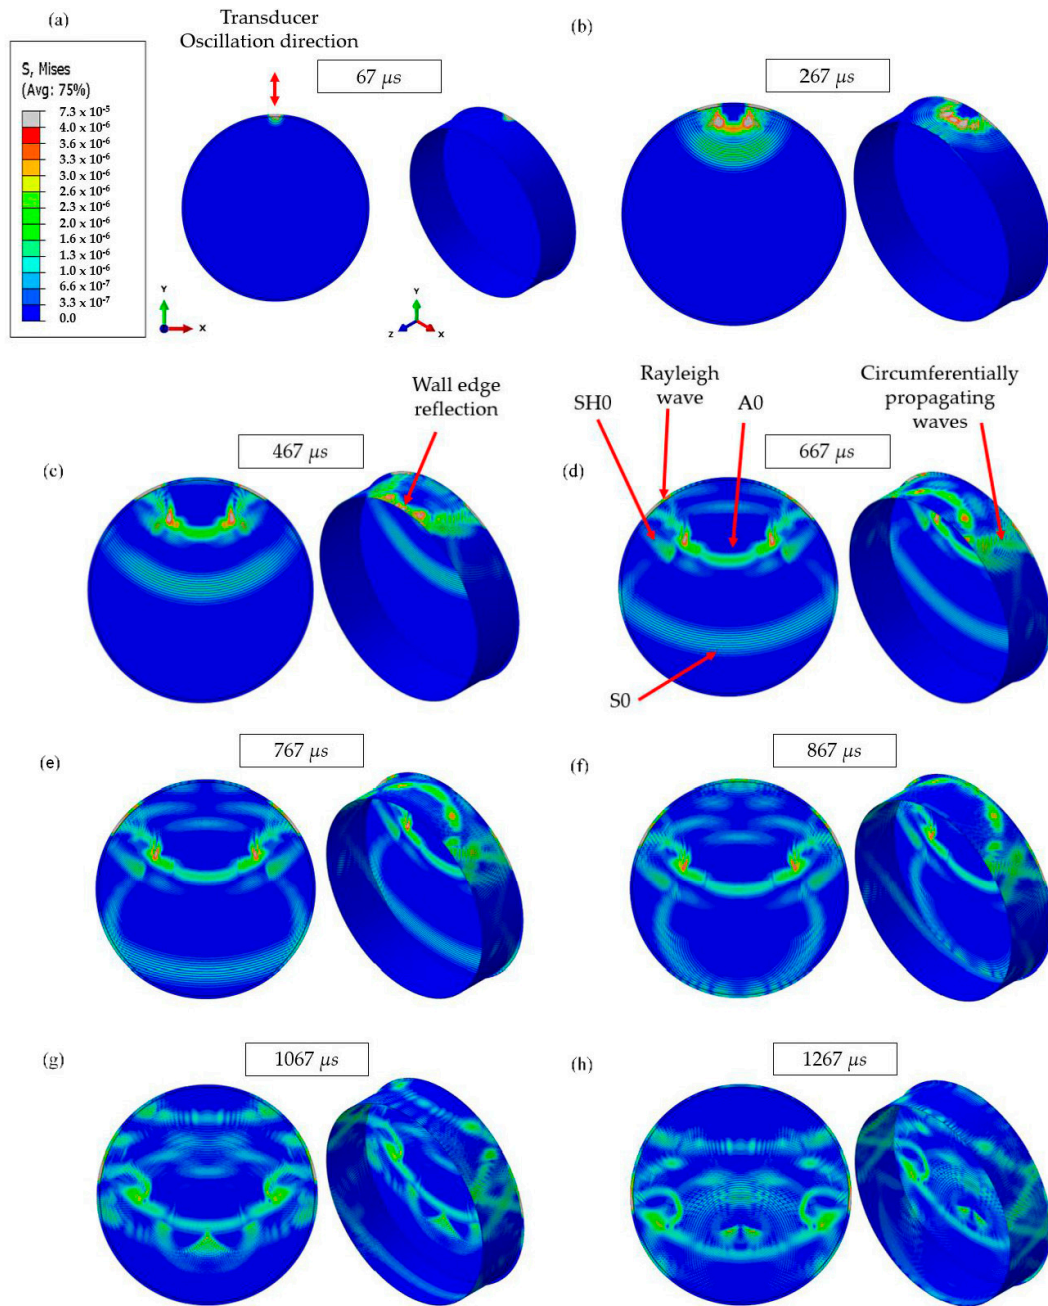 (a)
Transducer
Oscillation direction
(b)
S, Mises
(Avg: 75%)
7.3 x 10⁻⁵
4.0 x 10⁻⁶
3.6 x 10⁻⁶
3.3 x 10⁻⁶
3.0 x 10⁻⁶
2.6 x 10⁻⁶
2.3 x 10⁻⁶
2.0 x 10⁻⁶
1.6 x 10⁻⁶
1.3 x 10⁻⁶
1.0 x 10⁻⁶
6.6 x 10⁻⁷
3.3 x 10⁻⁷
0.0
67 µs
267 µs
Y
X
Y
Z
X
Wall edge
reflection
(c)
467 µs
SH0
Rayleigh
wave
A0
Circumferentially
propagating
waves
(d)
667 µs
S0
(e)
767 µs
(f)
867 µs
(g)
1067 µs
(h)
1267 µs